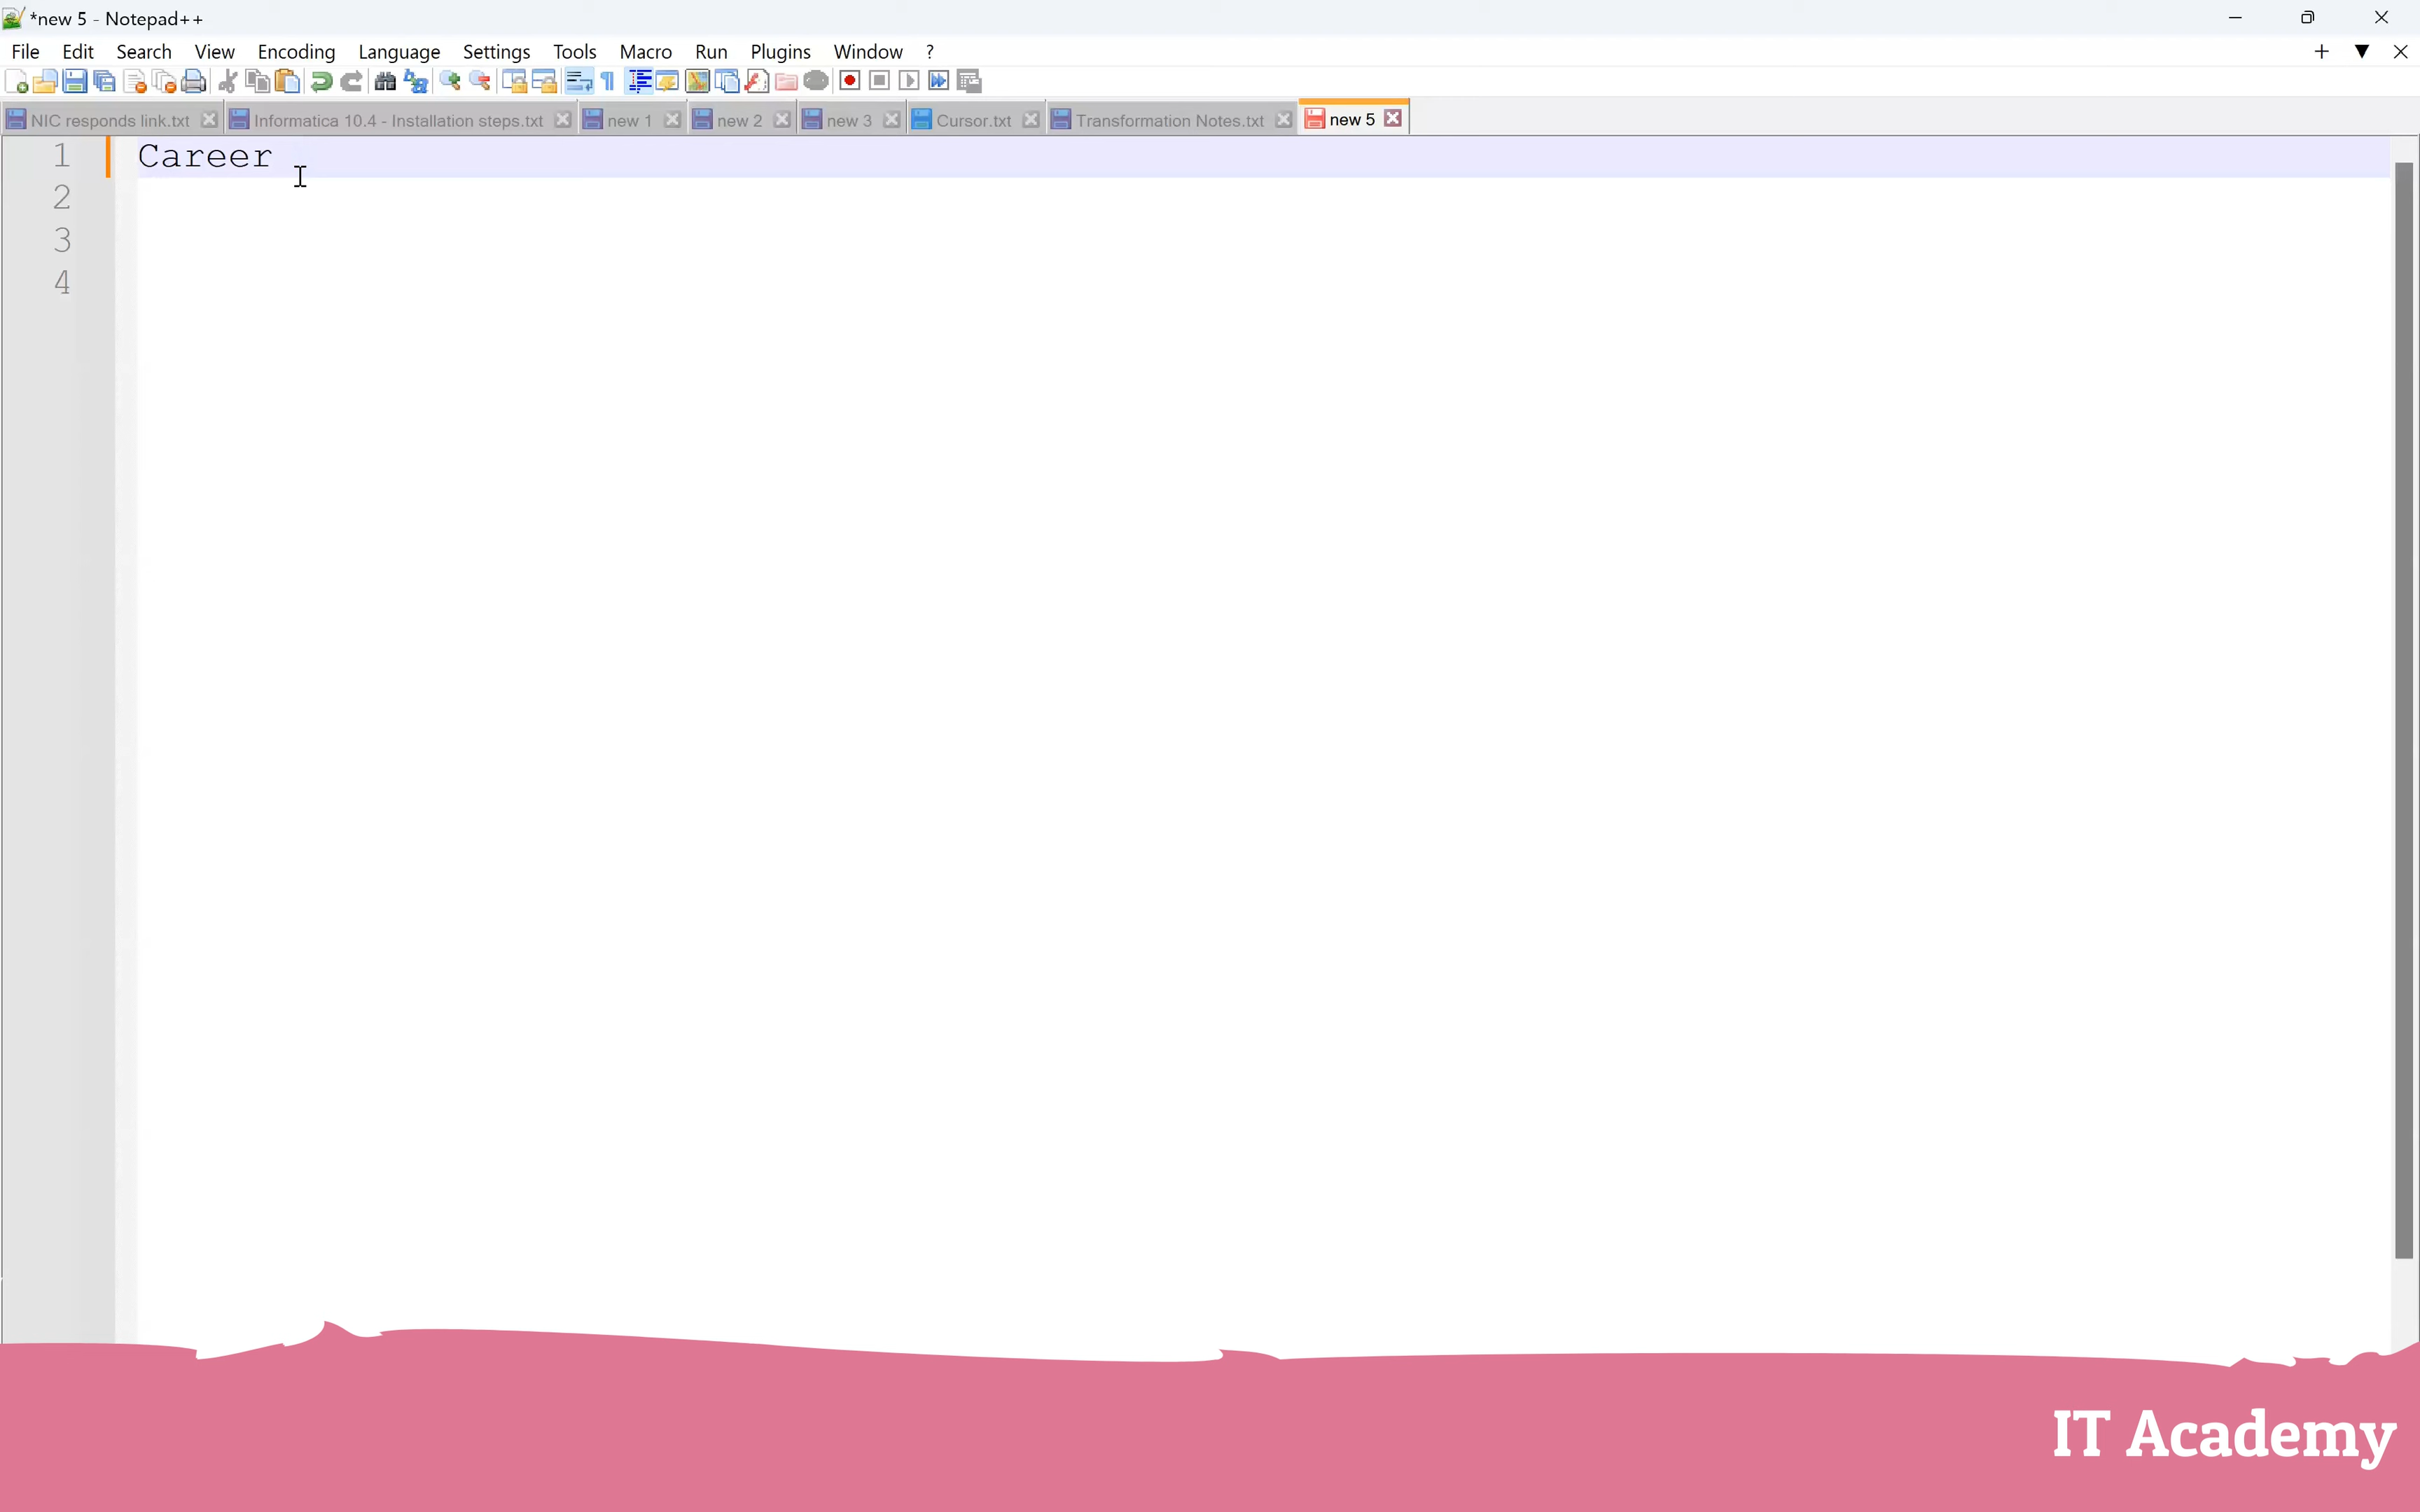 *new 5 - Notepad++
File Edit Search View Encoding Language Settings Tools Macro Run Plugins Window ?
NIC responds link.txt Informatica 10.4 - Installation steps.txt new 1 new 2 new 3 Cursor.txt Transformation Notes.txt new 5
1 Career
2
3
4
IT Academy